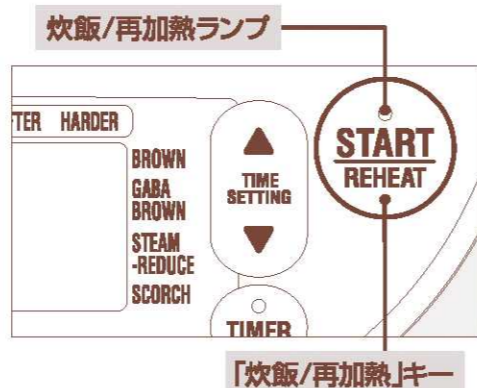 炊飯/再加熱ランプ
TER HARDER
BROWN
GABA
BROWN
STEAM
-REDUCE
SCORCH
TIME
SETTING
START
REHEAT
TIMER
「炊飯/再加熱」キー